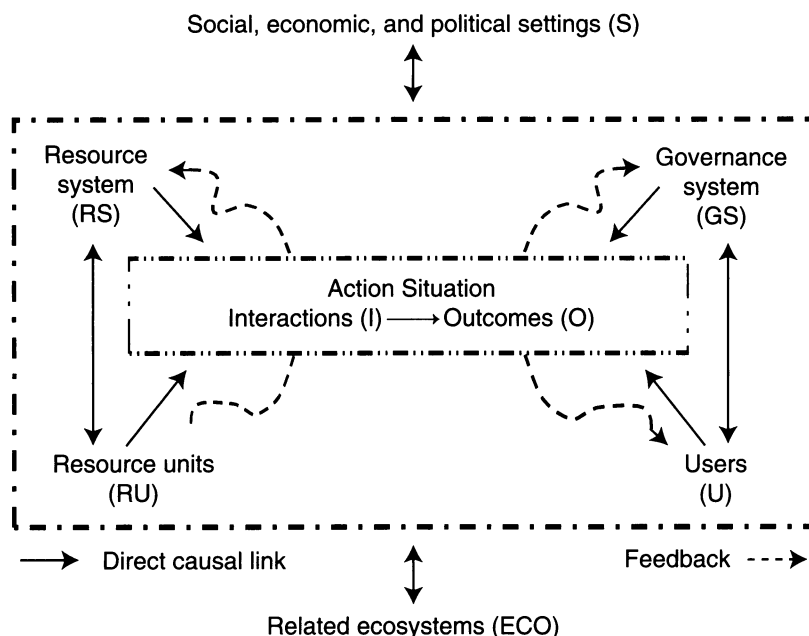 Social, economic, and political settings (S)
Resource
system
(RS)
Governance
system
(GS)
Action Situation
Interactions (I) Outcomes (O)
Resource units
(RU)
Users
(U)
Direct causal link
Feedback
Related ecosystems (ECO)